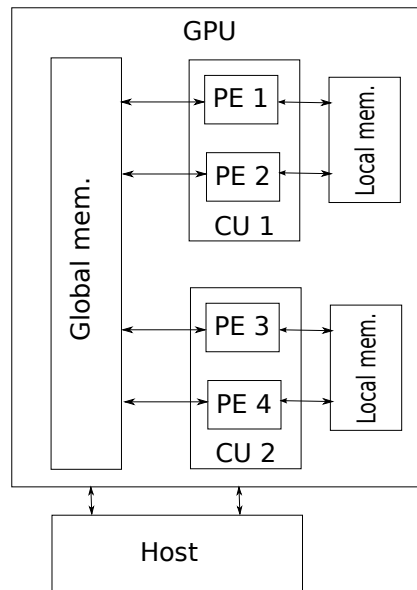 GPU
Global mem.
PE 1
PE 2
CU 1
Local mem.
PE 3
PE 4
CU 2
Local mem.
Host